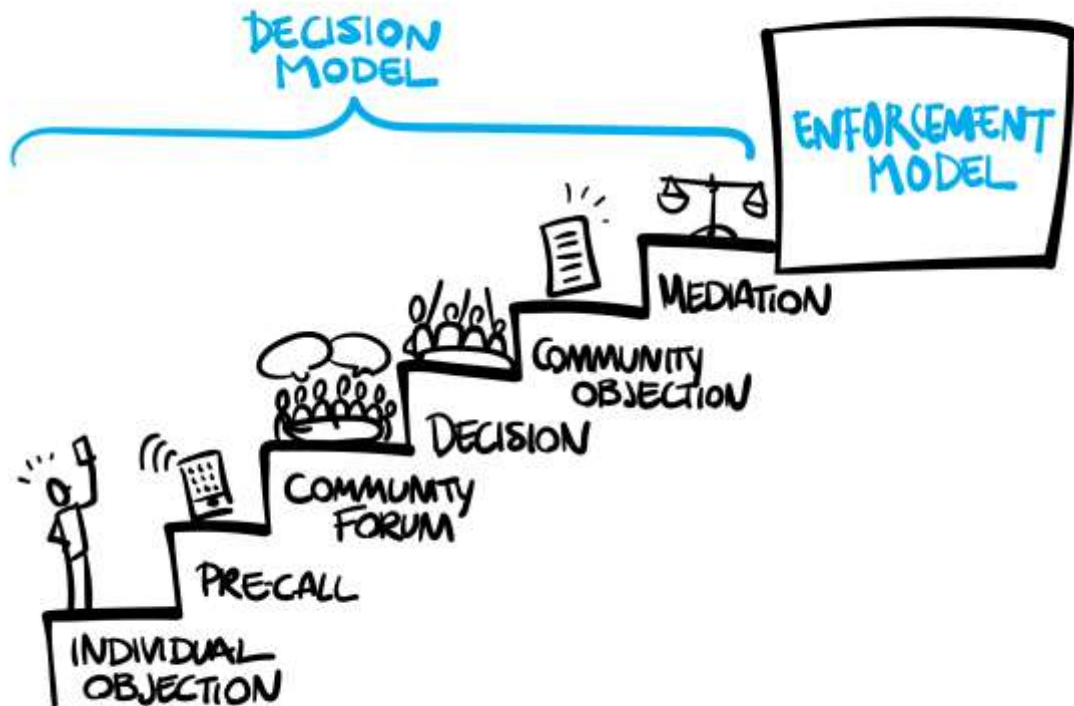 DECISION
MODEL
ENFORCEMENT
MODEL
MEDIATION
COMMUNITY
OBJECTION
DECISION
COMMUNITY
FORUM
PRE-CALL
INDIVIDUAL
OBJECTION